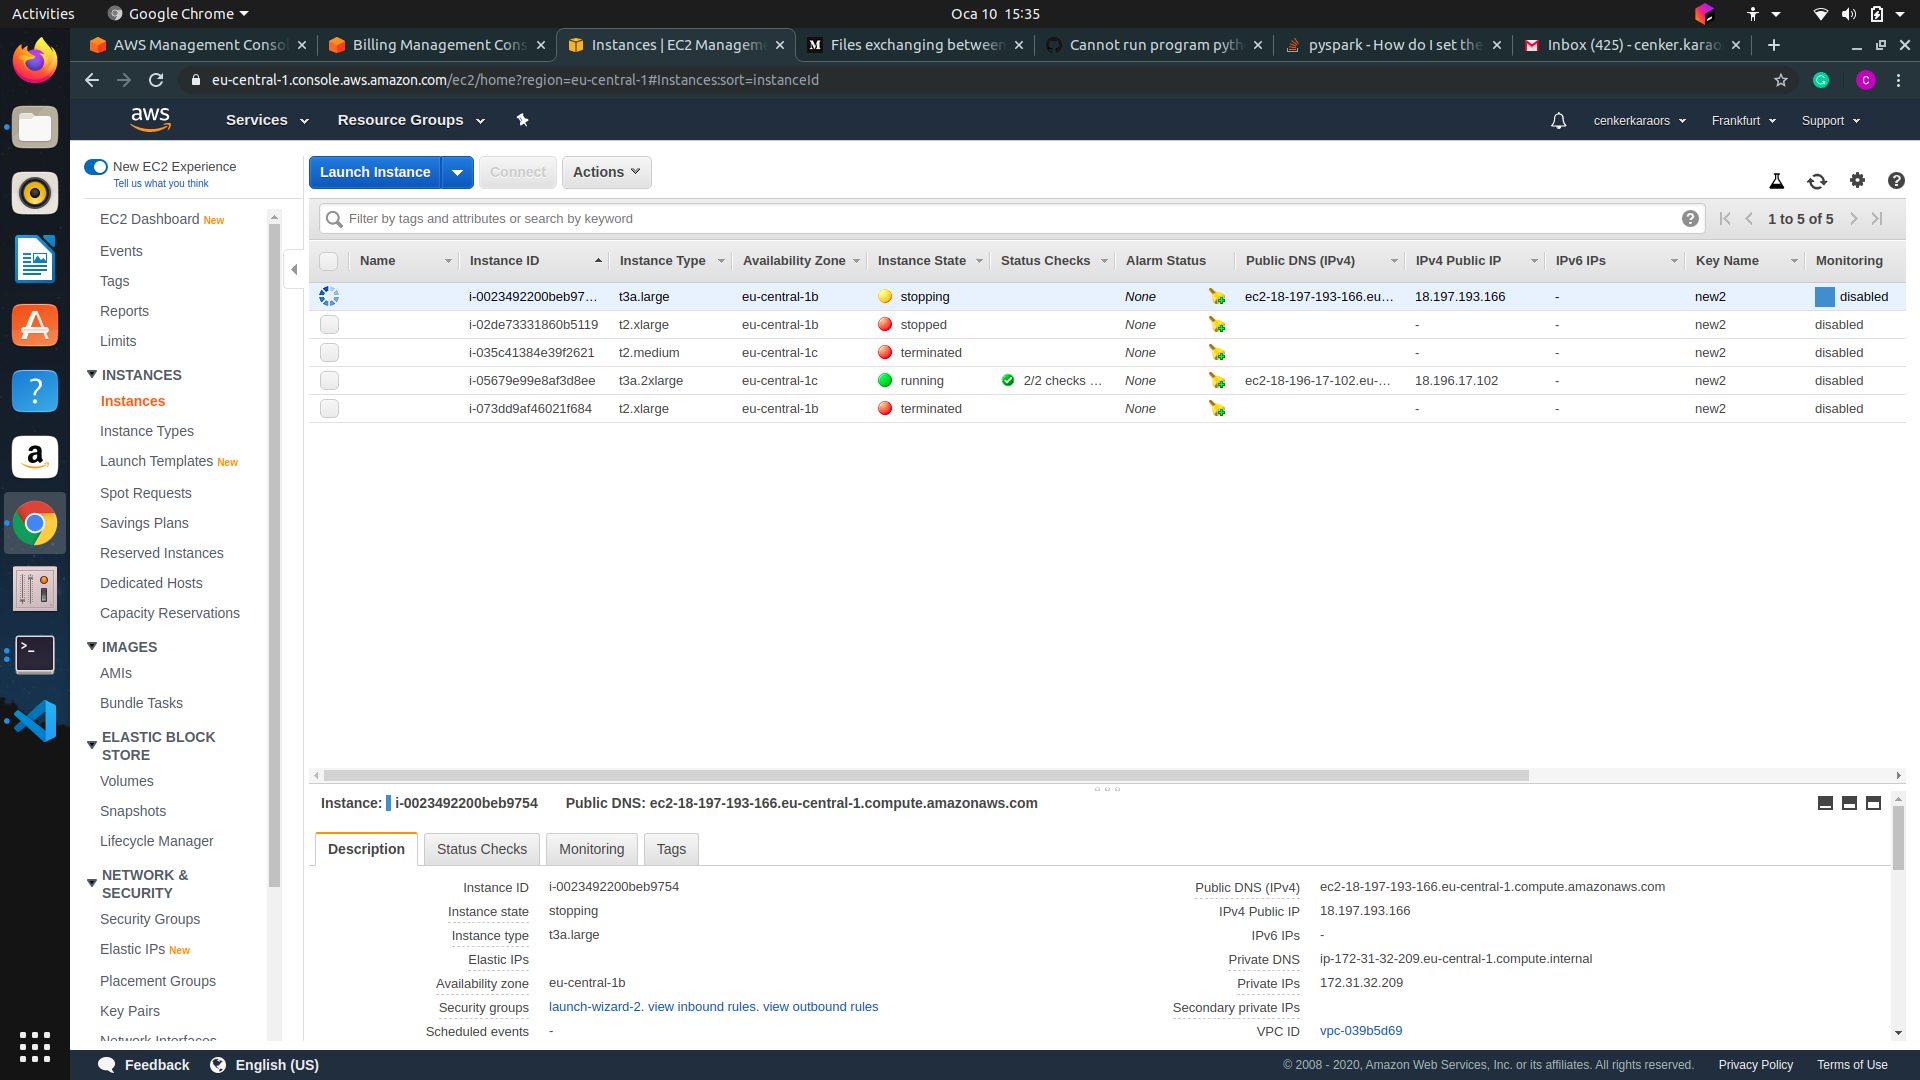 Activities
Google Chrome
Oca 10 15:35
AWS Management Consol
Billing Management Cons
Instances | EC2 Managem
Files exchanging between
Cannot run program pyth
pyspark - How do I set the
Inbox (425) - cenker.karao
eu-central-1.console.aws.amazon.com/ec2/home?region=eu-central-1#Instances:sort=instanceId
C
aws
Services
Resource Groups
cenkerkaraors
Frankfurt
Support
New EC2 Experience
Tell us what you think
EC2 Dashboard New
Events
Tags
Reports
Limits
INSTANCES
Instances
Instance Types
Launch Templates New
Spot Requests
Savings Plans
Reserved Instances
Dedicated Hosts
Capacity Reservations
IMAGES
AMIs
Bundle Tasks
ELASTIC BLOCK
STORE
Volumes
Snapshots
Lifecycle Manager
NETWORK &
SECURITY
Security Groups
Elastic IPs New
Placement Groups
Key Pairs
Network Interfaces
Launch Instance
Connect
Actions
Filter by tags and attributes or search by keyword
1 to 5 of 5
Name Instance ID Instance Type Availability Zone Instance State Status Checks Alarm Status Public DNS (IPv4) IPv4 Public IP IPv6 IPs Key Name Monitoring
i-0023492200beb97... t3a.large eu-central-1b stopping None ec2-18-197-193-166.eu... 18.197.193.166 - new2 disabled
i-02de73331860b5119 t2.xlarge eu-central-1b stopped None - - new2 disabled
i-035c41384e39f2621 t2.medium eu-central-1c terminated None - - new2 disabled
i-05679e99e8af3d8ee t3a.2xlarge eu-central-1c running 2/2 checks ... None ec2-18-196-17-102.eu-... 18.196.17.102 - new2 disabled
i-073dd9af46021f684 t2.xlarge eu-central-1b terminated None - - new2 disabled
Instance: i-0023492200beb9754 Public DNS: ec2-18-197-193-166.eu-central-1.compute.amazonaws.com
Description
Status Checks
Monitoring
Tags
Instance ID i-0023492200beb9754
Instance state stopping
Instance type t3a.large
Elastic IPs
Availability zone eu-central-1b
Security groups launch-wizard-2. view inbound rules. view outbound rules
Scheduled events -
Public DNS (IPv4) ec2-18-197-193-166.eu-central-1.compute.amazonaws.com
IPv4 Public IP 18.197.193.166
IPv6 IPs -
Private DNS ip-172-31-32-209.eu-central-1.compute.internal
Private IPs 172.31.32.209
Secondary private IPs
VPC ID vpc-039b5d69
Feedback
English (US)
© 2008 - 2020, Amazon Web Services, Inc. or its affiliates. All rights reserved.
Privacy Policy
Terms of Use